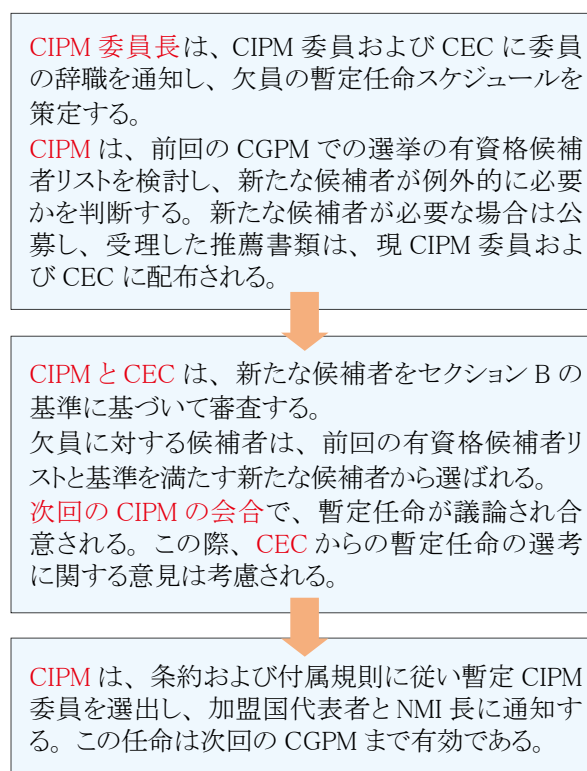 CIPM 委員長は、CIPM 委員および CEC に委員
の辞職を通知し、欠員の暫定任命スケジュールを
策定する。
CIPM は、前回の CGPM での選挙の有資格候補
者リストを検討し、新たな候補者が例外的に必要
かを判断する。新たな候補者が必要な場合は公
募し、受理した推薦書類は、現 CIPM 委員およ
び CEC に配布される。
CIPM と CEC は、新たな候補者をセクション B の
基準に基づいて審査する。
欠員に対する候補者は、前回の有資格候補者リ
ストと基準を満たす新たな候補者から選ばれる。
次回の CIPM の会合で、暫定任命が議論され合
意される。この際、CEC からの暫定任命の選考
に関する意見は考慮される。
CIPM は、条約および付属規則に従い暫定 CIPM
委員を選出し、加盟国代表者と NMI 長に通知す
る。この任命は次回の CGPM まで有効である。